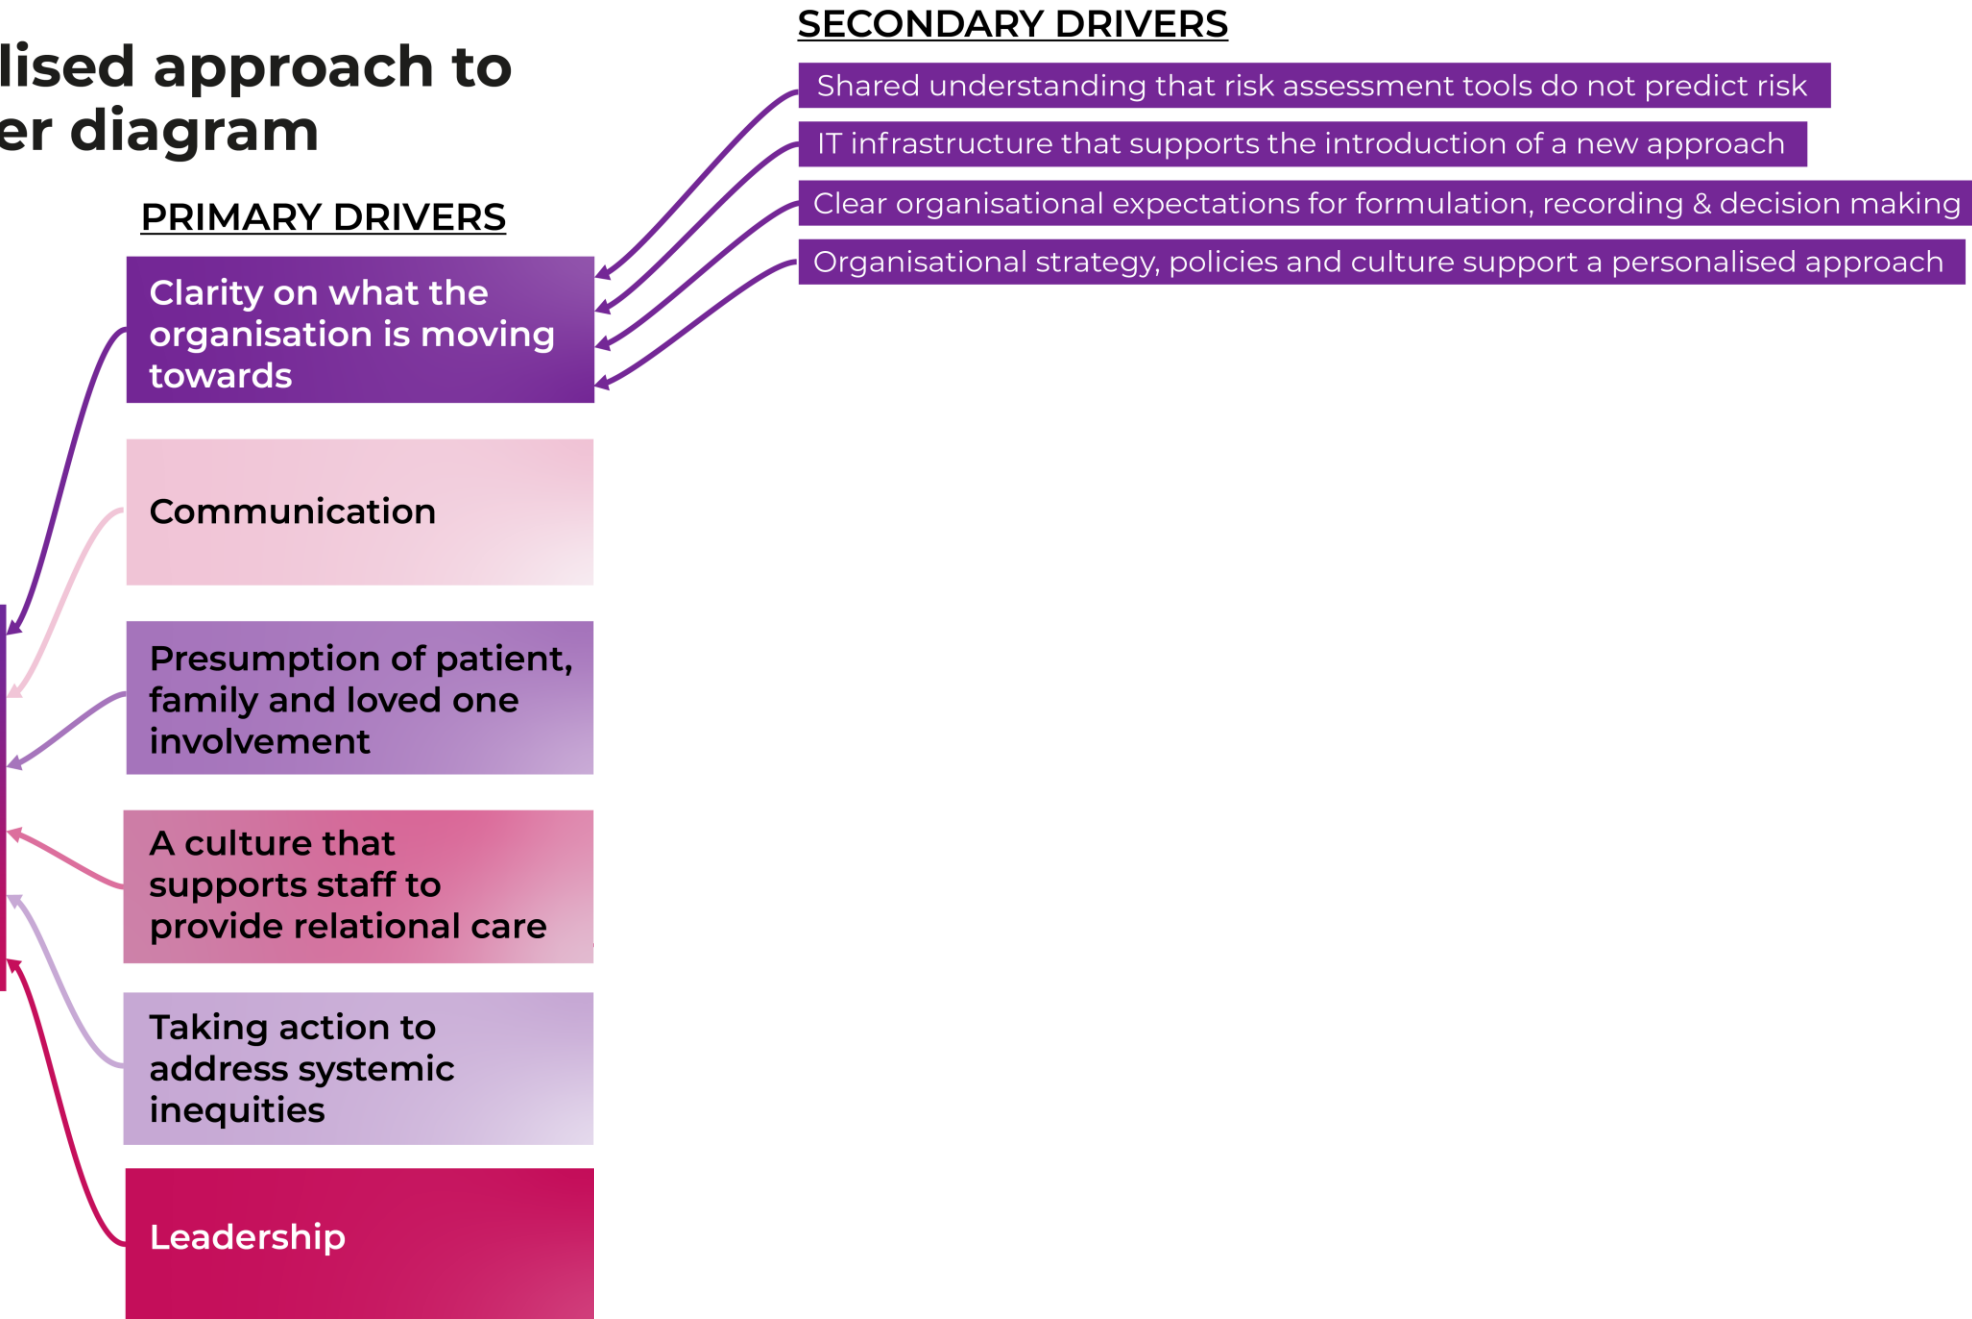 lised approach to
er diagram
SECONDARY DRIVERS
Shared understanding that risk assessment tools do not predict risk
IT infrastructure that supports the introduction of a new approach
Clear organisational expectations for formulation, recording & decision making
Organisational strategy, policies and culture support a personalised approach
PRIMARY DRIVERS
Clarity on what the
organisation is moving
towards
Communication
Presumption of patient,
family and loved one
involvement
A culture that
supports staff to
provide relational care
Taking action to
address systemic
inequities
Leadership